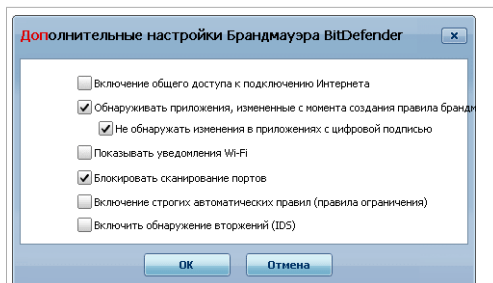 Дополнительные настройки Брандмауэра BitDefender
Включение общего доступа к подключению Интернета
Обнаруживать приложения, измененные с момента создания правила брандм
Не обнаружать изменения в приложениях с цифровой подписью
Показывать уведомления Wi-Fi
Блокировать сканирование портов
Включение строгих автоматических правил (правила ограничения)
Включить обнаружение вторжений (IDS)
OK Отмена